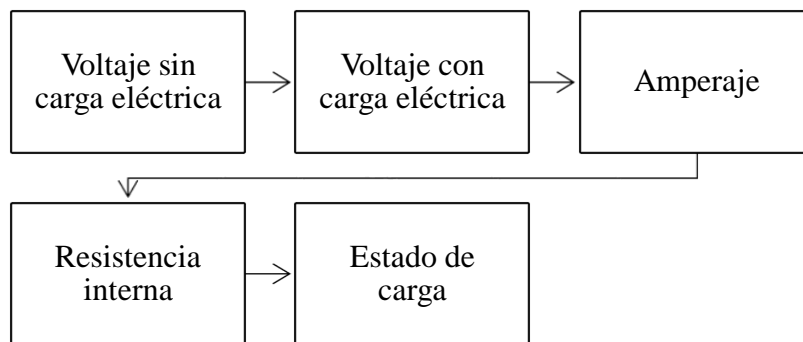 Voltaje sin
carga eléctrica
Voltaje con
carga eléctrica
Amperaje
Resistencia
interna
Estado de
carga